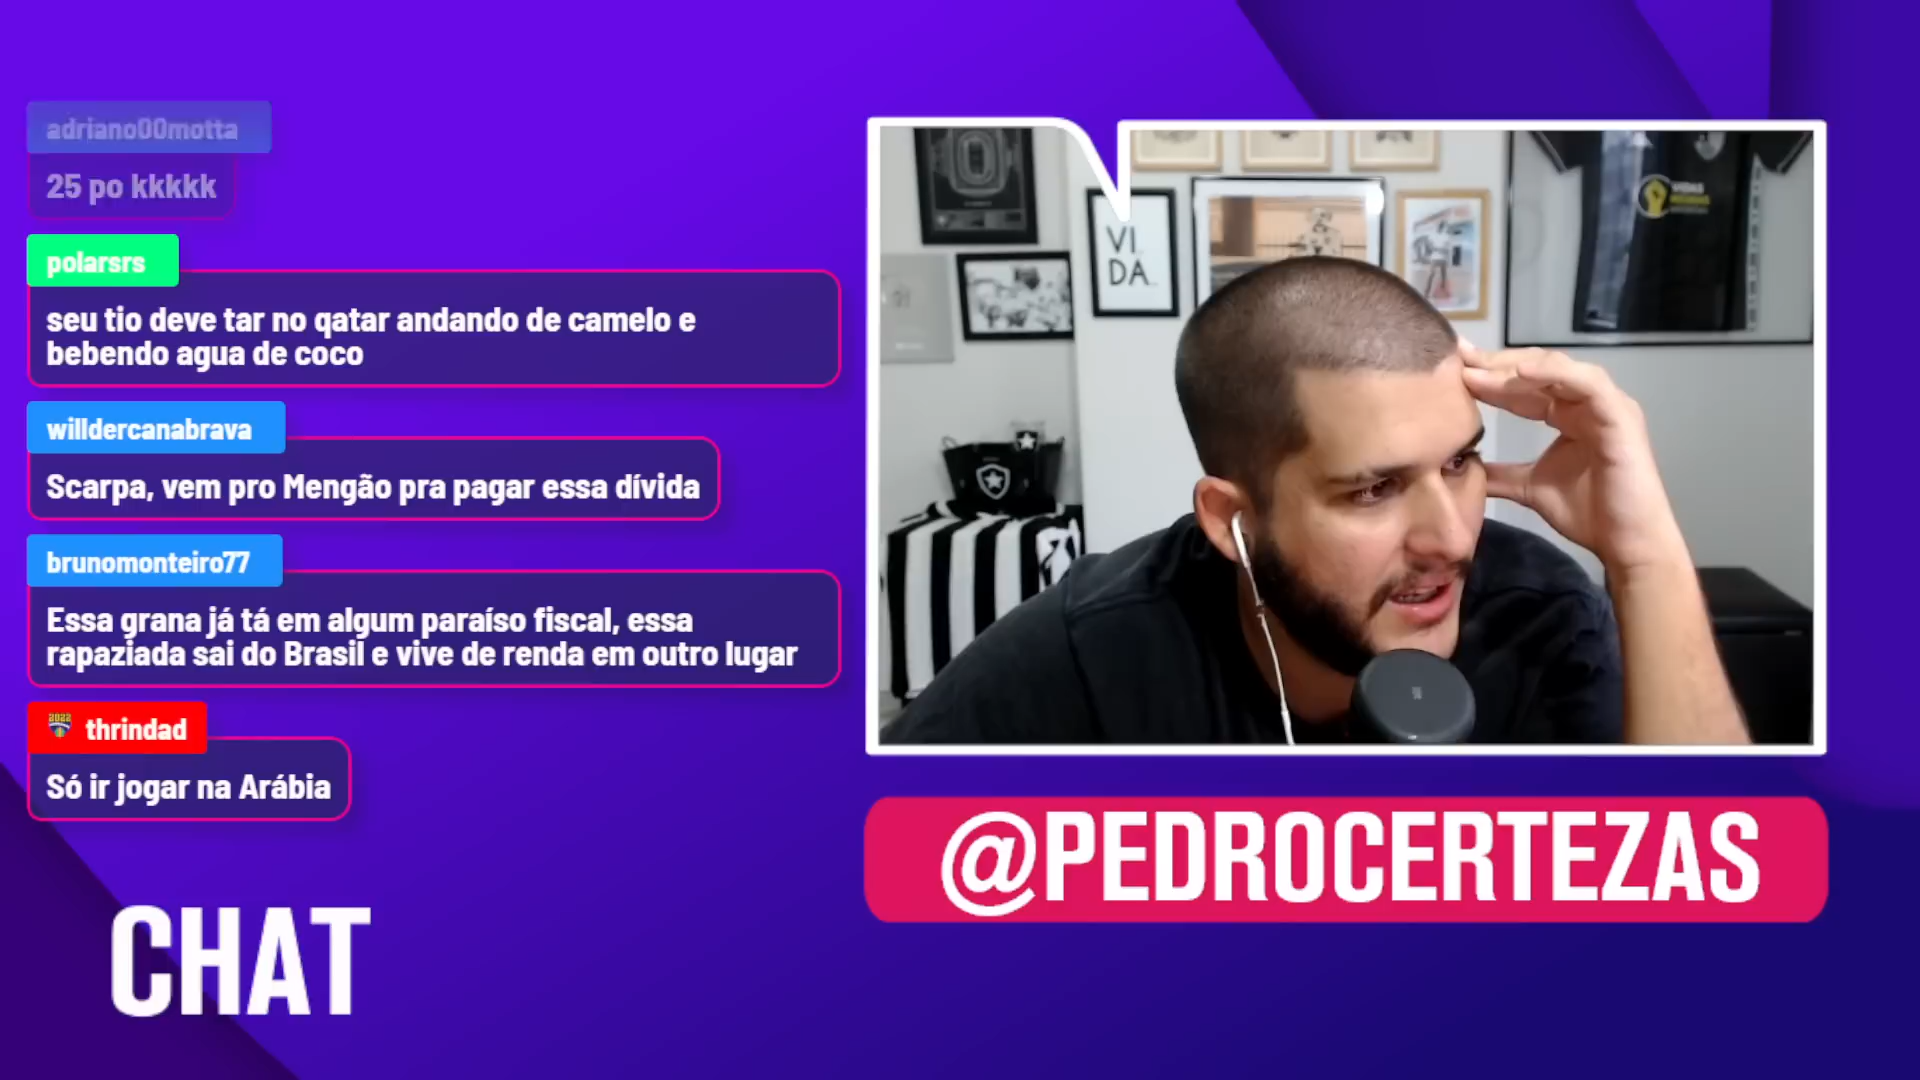 adriano00motta
25 po kkkkk
polarsrs
seu tio deve tar no qatar andando de camelo e
bebendo agua de coco
willdercanabrava
Scarpa, vem pro Mengão pra pagar essa dívida
brunomonteiro77
Essa grana já tá em algum paraíso fiscal, essa
rapaziada sai do Brasil e vive de renda em outro lugar
2022
thrindad
Só ir jogar na Arábia
CHAT
VI
DA
VIDAS
NEGRAS
@PEDROCERTEZAS